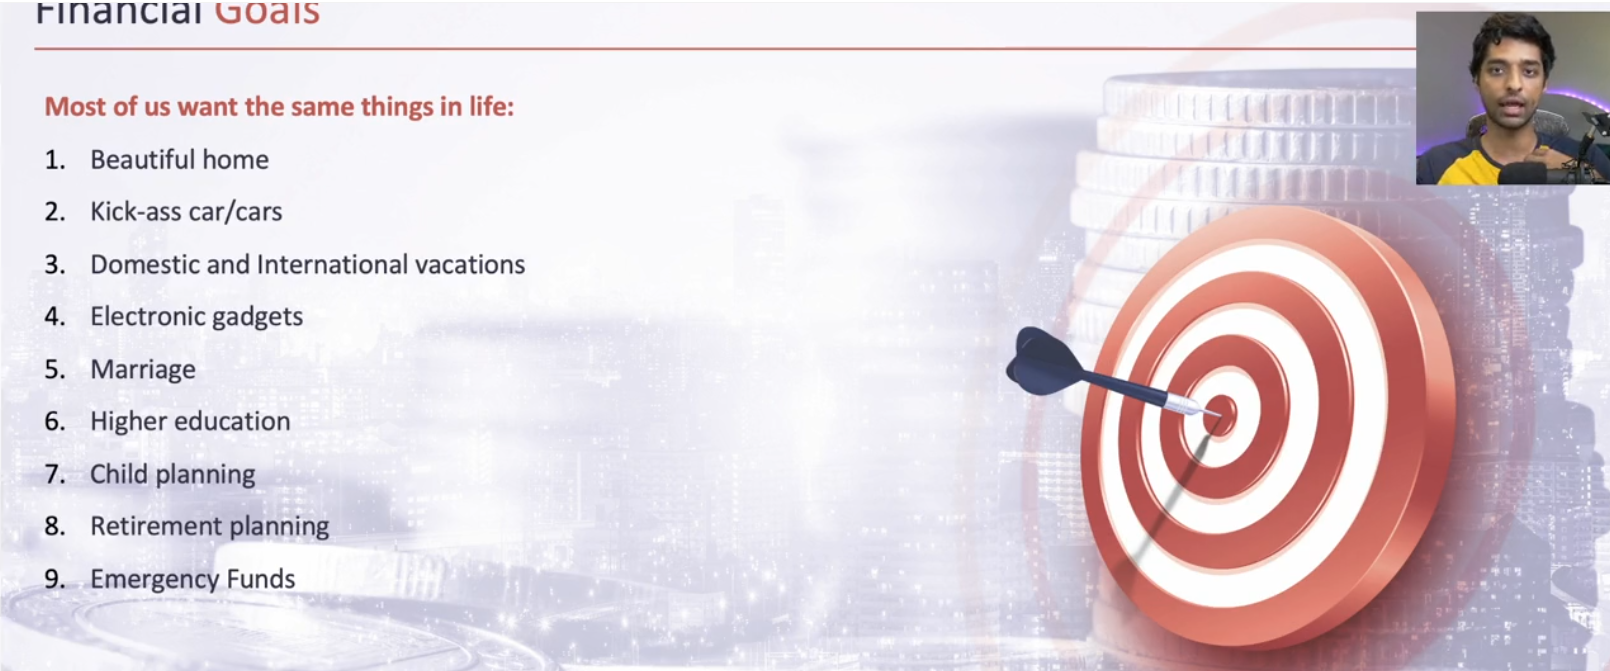 Financial Goals
Most of us want the same things in life:
1. Beautiful home
2. Kick-ass car/cars
3. Domestic and International vacations
4. Electronic gadgets
5. Marriage
6. Higher education
7. Child planning
8. Retirement planning
9. Emergency Funds